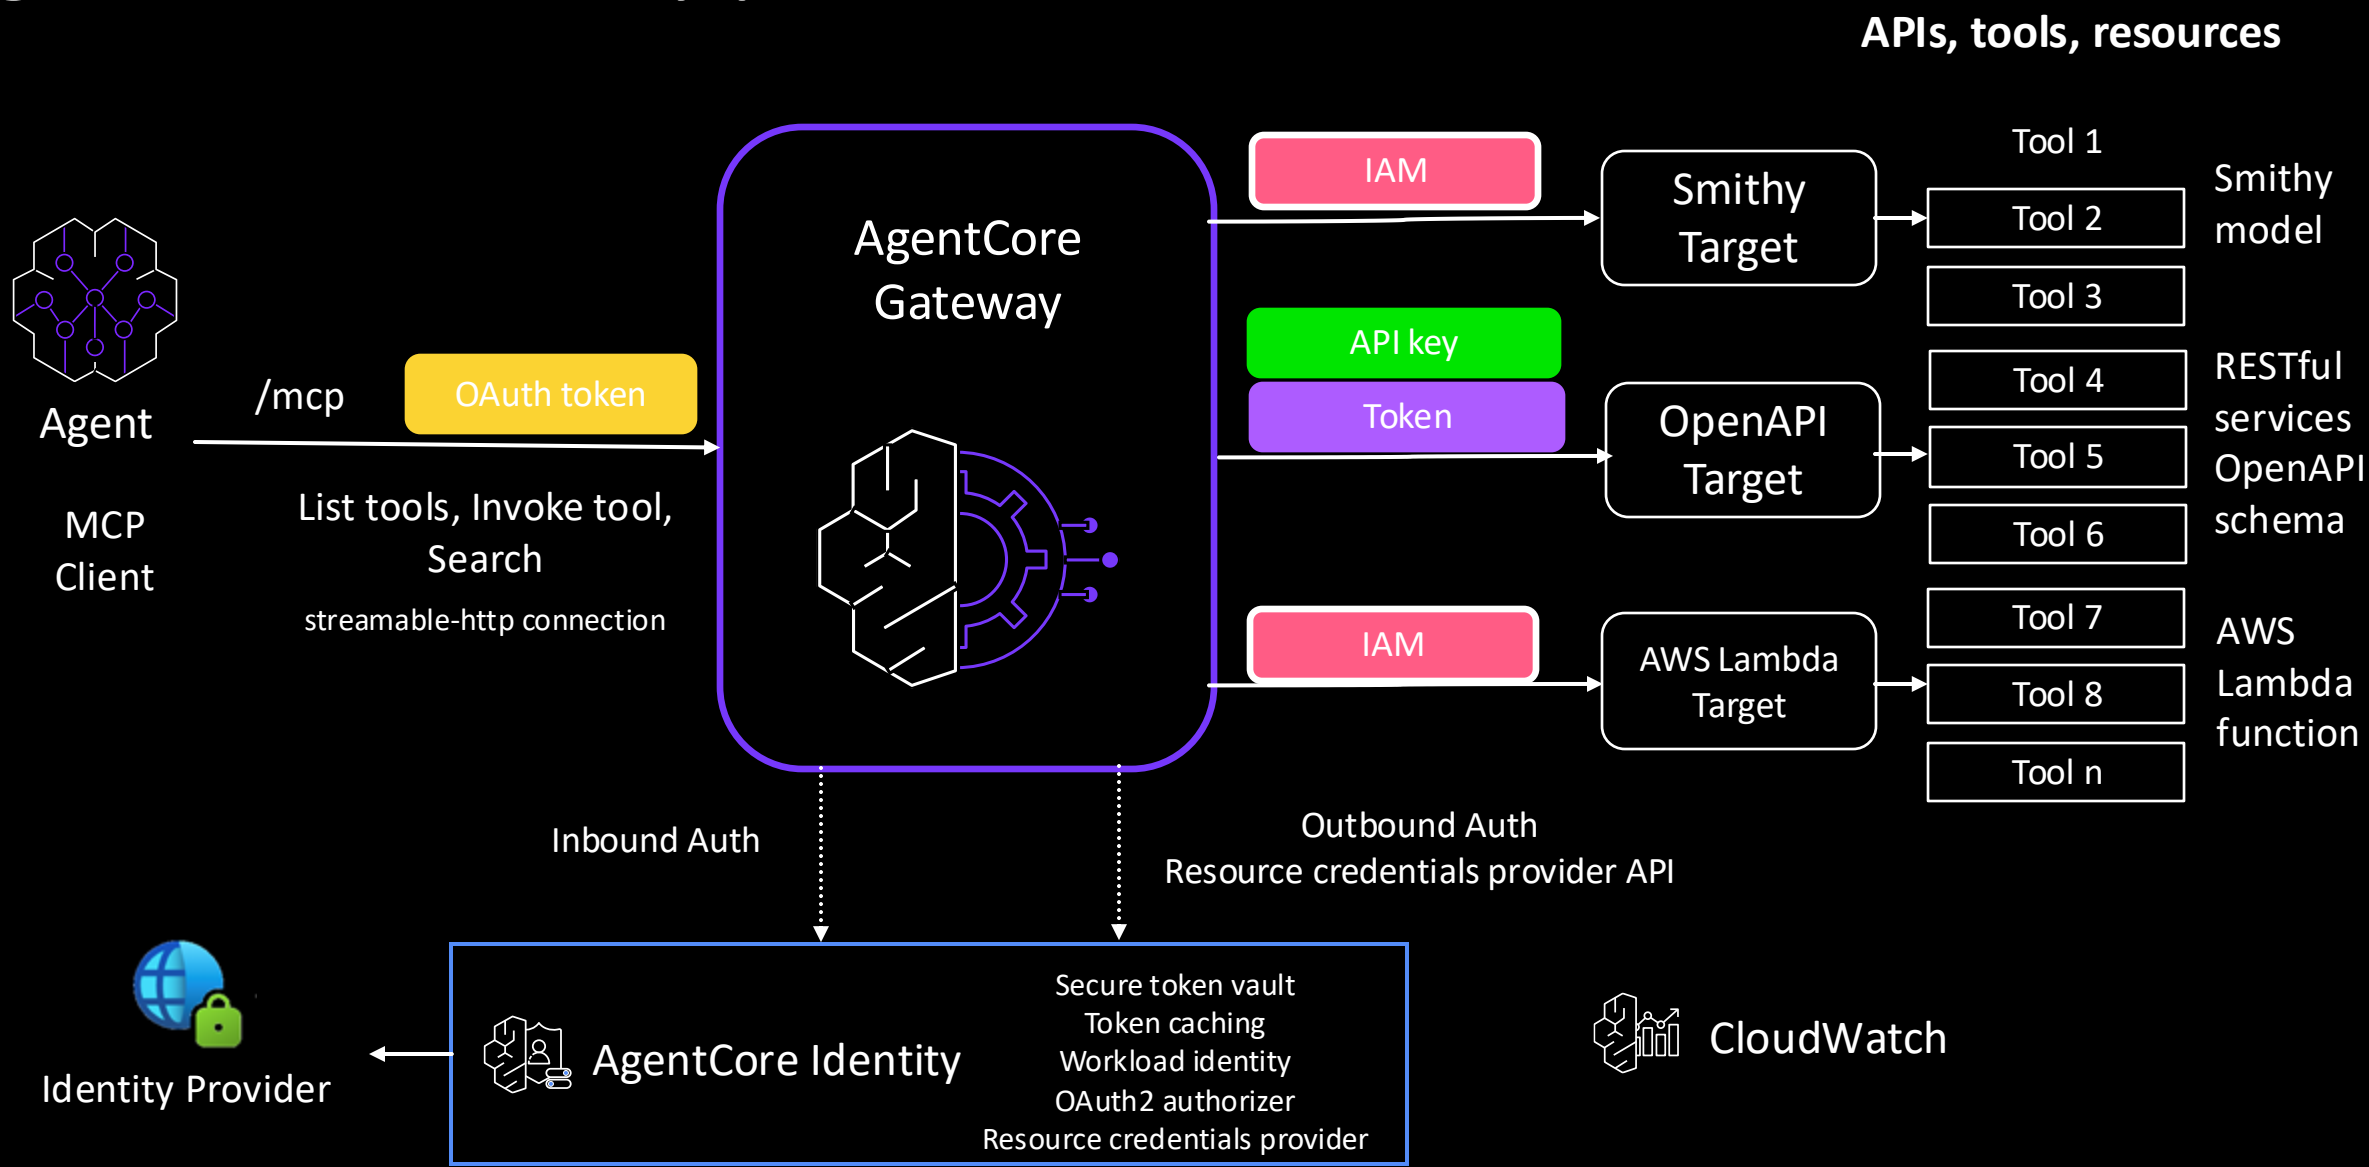 APIs, tools, resources
Agent
MCP
Client
/mcp
OAuth token
List tools, Invoke tool,
Search
streamable-http connection
AgentCore
Gateway
IAM
Smithy
Target
Tool 1
Tool 2
Tool 3
Smithy
model
API key
Token
OpenAPI
Target
Tool 4
Tool 5
Tool 6
RESTful
services
OpenAPI
schema
IAM
AWS Lambda
Target
Tool 7
Tool 8
Tool n
AWS
Lambda
function
Inbound Auth
Outbound Auth
Resource credentials provider API
Identity Provider
AgentCore Identity
Secure token vault
Token caching
Workload identity
OAuth2 authorizer
Resource credentials provider
CloudWatch